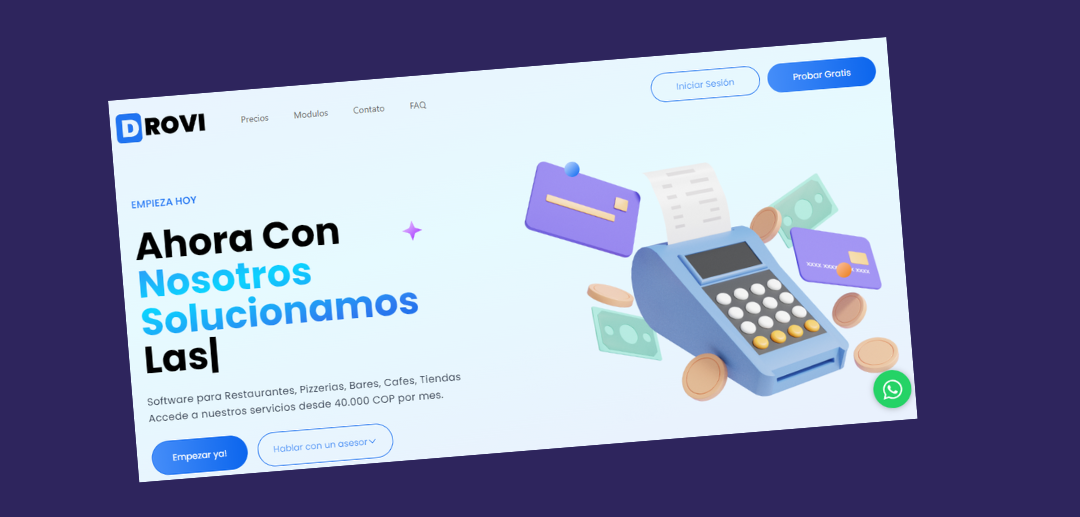 DROVI
Precios
Modulos
Contato
FAQ
Iniciar Sesión
Probar Gratis
EMPIEZA HOY
Ahora Con
Nosotros
Solucionamos
Las
Software para Restaurantes, Pizzerias, Bares, Cafes, Tiendas
Accede a nuestros servicios desde 40.000 COP por mes.
Empezar ya!
Hablar con un asesor